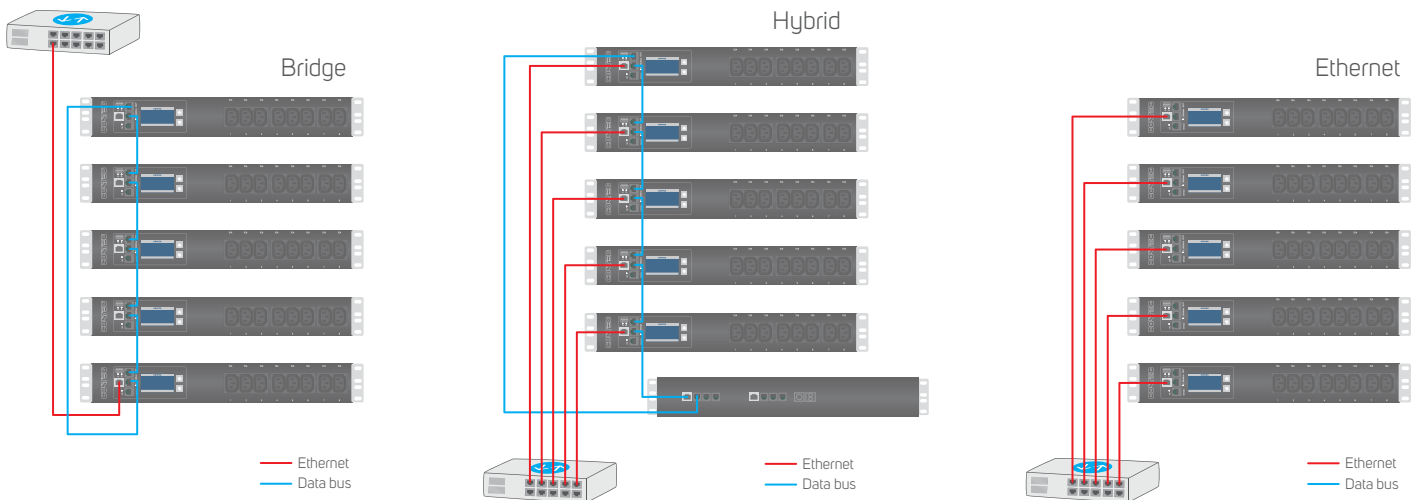 Hybrid
Bridge
Ethernet
Ethernet
Data bus
Ethernet
Data bus
Ethernet
Data bus